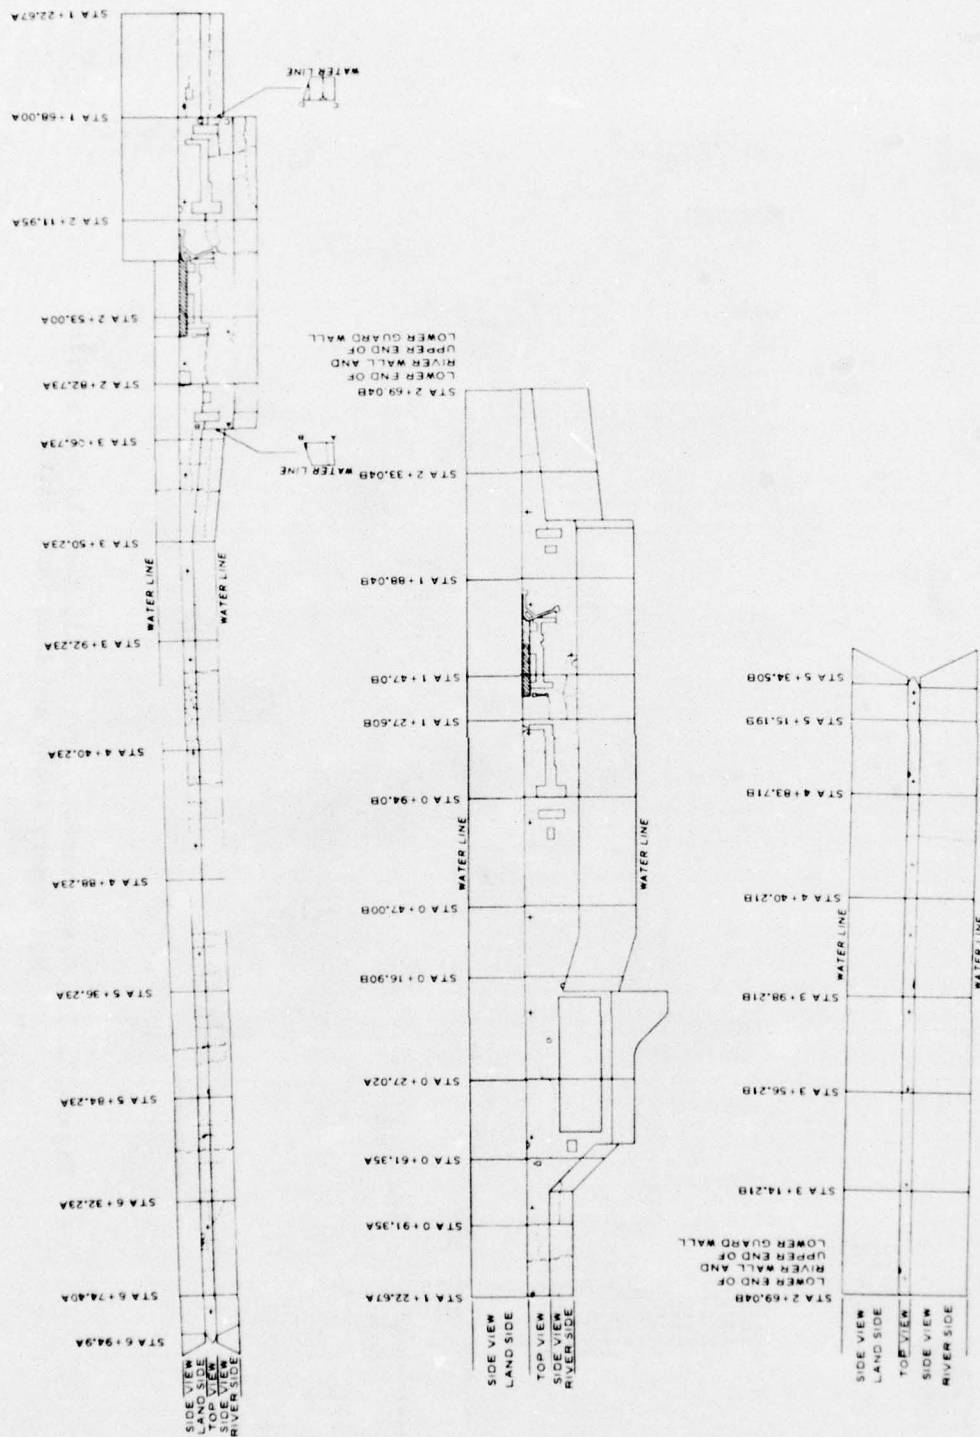 STA 1+22.67A
STA 1+68.00A
WATER LINE
STA 2+11.95A
STA 2+53.00A
STA 2+82.73A
STA 3+06.73A
WATER LINE
STA 3+50.23A
WATER LINE
WATER LINE
STA 3+92.23A
STA 4+40.23A
STA 4+88.23A
STA 5+36.23A
STA 5+84.23A
STA 6+32.23A
STA 6+74.40A
STA 6+94.9A
SIDE VIEW
LAND SIDE
TOP VIEW
SIDE VIEW
RIVER SIDE
STA 2+69.04B
LOWER END OF
RIVER WALL AND
UPPER END OF
LOWER GUARD WALL
STA 2+33.04B
STA 1+88.04B
STA 1+47.0B
STA 1+27.60B
STA 0+94.0B
WATER LINE
WATER LINE
STA 0+47.00B
STA 0+16.90B
STA 0+27.02A
STA 0+61.35A
STA 0+91.35A
STA 1+22.67A
SIDE VIEW
LAND SIDE
TOP VIEW
SIDE VIEW
RIVER SIDE
STA 5+34.50B
STA 5+15.19B
STA 4+83.71B
STA 4+40.21B
WATER LINE
WATER LINE
STA 3+98.21B
STA 3+56.21B
STA 3+14.21B
STA 2+69.04B
LOWER END OF
RIVER WALL AND
UPPER END OF
LOWER GUARD WALL
SIDE VIEW
LAND SIDE
TOP VIEW
SIDE VIEW
RIVER SIDE